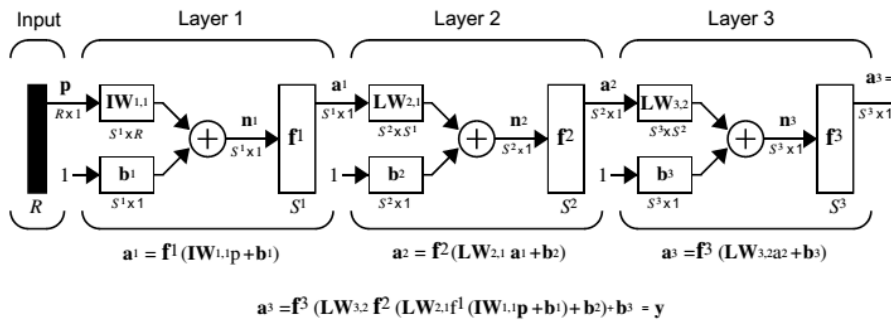 Input Layer 1 Layer 2 Layer 3
p a1 a2 a3 =
IW1,1 LW2,1 LW3,2
R x 1 S1 x 1 S2 x 1 S3 x 1
S1 x R n1 S2 x S1 n2 S3 x S2 n3
+ f1 + f2 + f3
S1 x 1 S2 x 1 S3 x 1
1 b1 1 b2 1 b3
R S1 x 1 S1 S2 x 1 S2 S3 x 1 S3
a1 = f1 (IW1,1p + b1) a2 = f2 (LW2,1 a1 + b2) a3 = f3 (LW3,2a2 + b3)
a3 = f3 (LW3,2 f2 (LW2,1f1 (IW1,1p + b1) + b2) + b3 = y